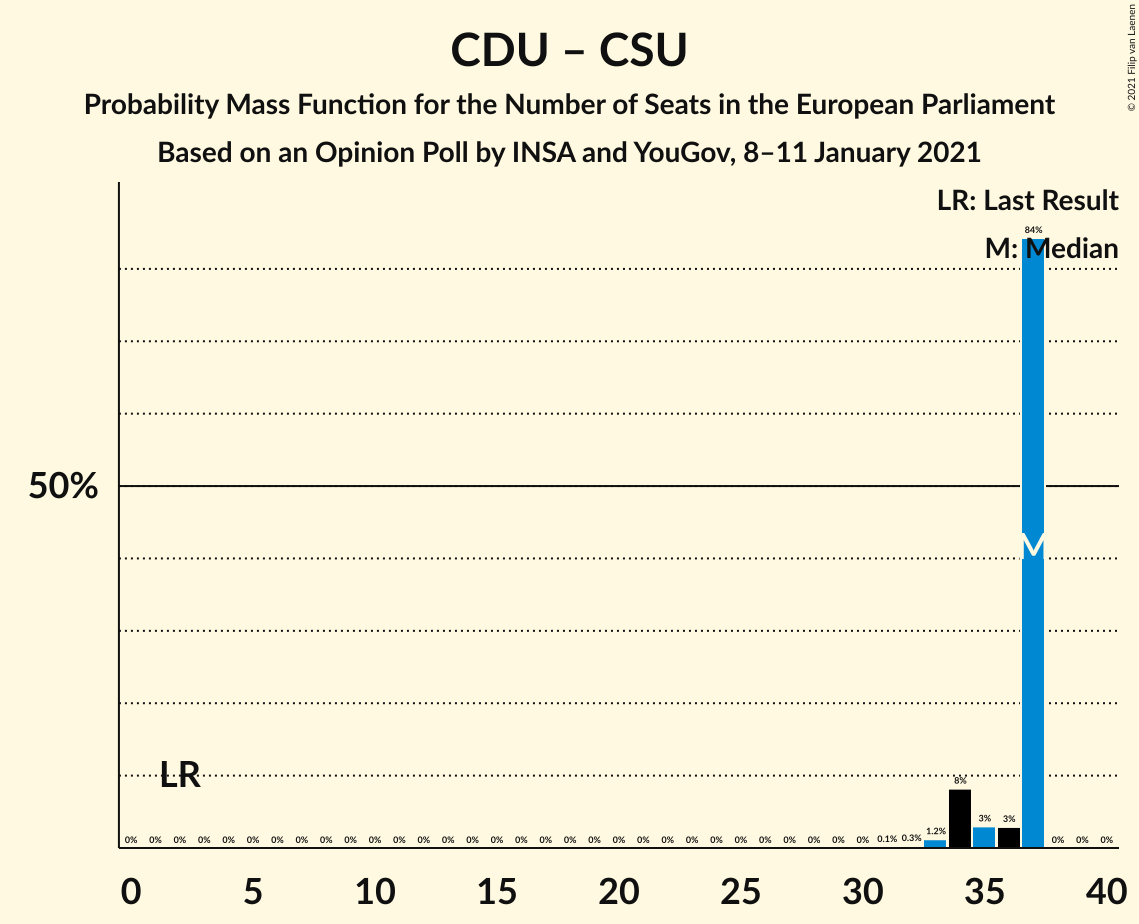 © 2021 Filip van Laenen
CDU – CSU
Probability Mass Function for the Number of Seats in the European Parliament
Based on an Opinion Poll by INSA and YouGov, 8–11 January 2021
LR: Last Result
84%
M: Median
50%
M
LR
0% 0% 0% 0% 0% 0% 0% 0% 0% 0% 0% 0% 0% 0% 0% 0% 0% 0% 0% 0% 0% 0% 0% 0% 0% 0% 0% 0% 0% 0% 0% 0.1% 0.3% 1.2% 8% 3% 3% 0% 0% 0%
0 5 10 15 20 25 30 35 40